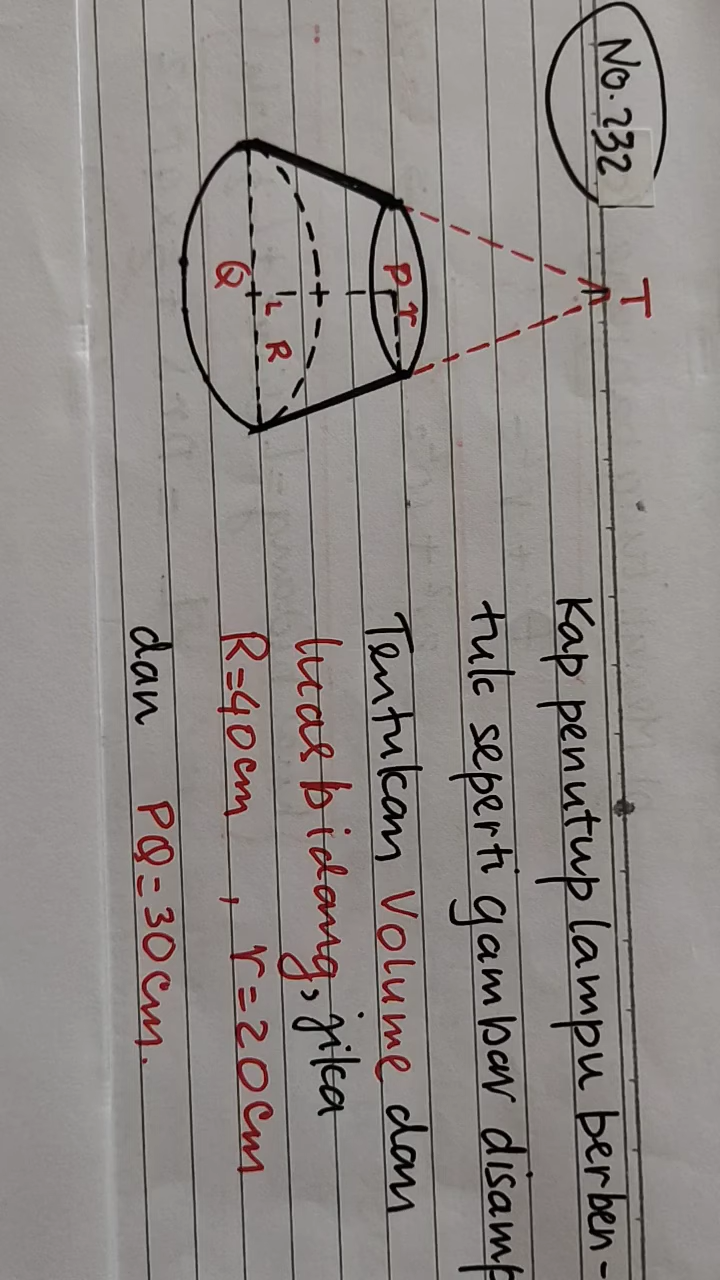 No. 232
T
P r
Q R
Kap penutup lampu berben-
tuk seperti gambar disamp
Tentukan Volume dan
luas bidang, jika
R=40cm, r=20cm
dan PQ=30cm.